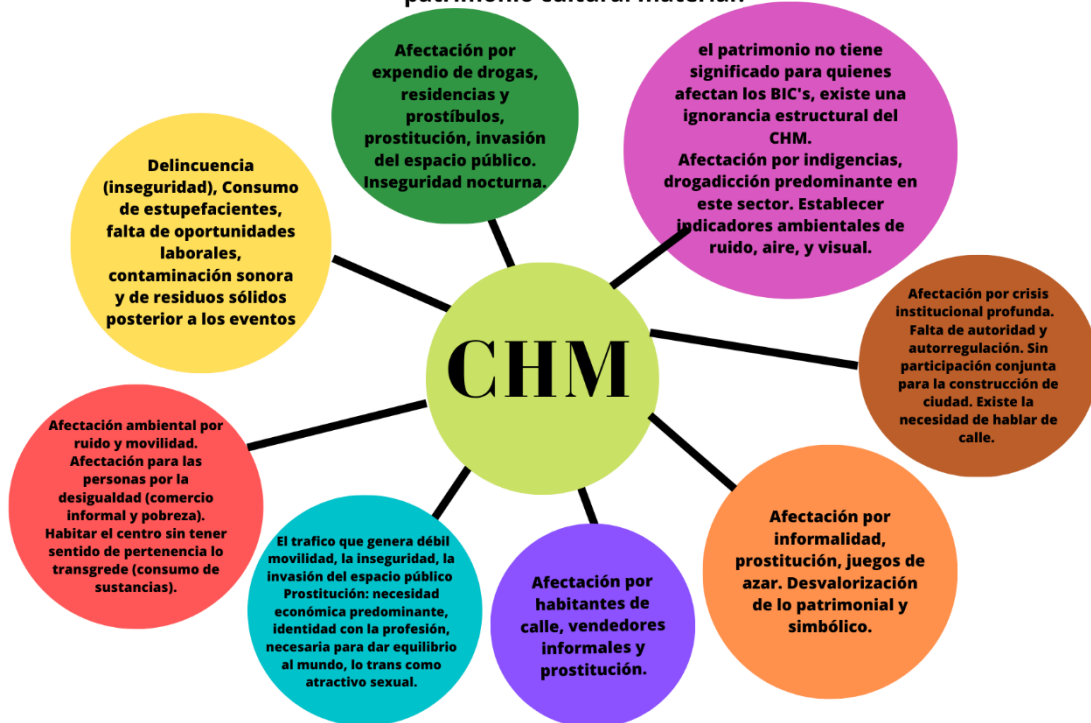 patrimonio cultural material.
Afectación por
expendio de drogas,
residencias y
prostíbulos,
prostitución, invasión
del espacio público.
Inseguridad nocturna.
el patrimonio no tiene
significado para quienes
afectan los BIC's, existe una
ignorancia estructural del
CHM.
Afectación por indigencias,
drogadicción predominante en
este sector. Establecer
indicadores ambientales de
ruido, aire, y visual.
Delincuencia
(inseguridad), Consumo
de estupefacientes,
falta de oportunidades
laborales,
contaminación sonora
y de residuos sólidos
posterior a los eventos
Afectación por crisis
institucional profunda.
Falta de autoridad y
autorregulación. Sin
participación conjunta
para la construcción de
ciudad. Existe la
necesidad de hablar de
calle.
CHM
Afectación ambiental por
ruido y movilidad.
Afectación para las
personas por la
desigualdad (comercio
informal y pobreza).
Habitar el centro sin tener
sentido de pertenencia lo
transgrede (consumo de
sustancias).
El trafico que genera débil
movilidad, la inseguridad, la
invasión del espacio público
Prostitución: necesidad
económica predominante,
identidad con la profesión,
necesaria para dar equilibrio
al mundo, lo trans como
atractivo sexual.
Afectación por
habitantes de
calle, vendedores
informales y
prostitución.
Afectación por
informalidad,
prostitución, juegos de
azar. Desvalorización
de lo patrimonial y
simbólico.